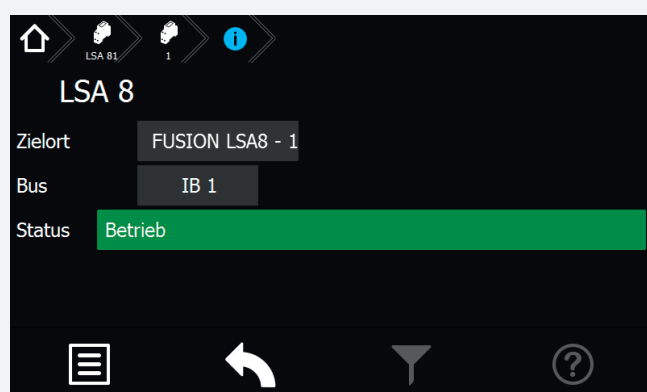 LSA 81
1
i
LSA 8
Zielort FUSION LSA8 - 1
Bus IB 1
Status Betrieb
?